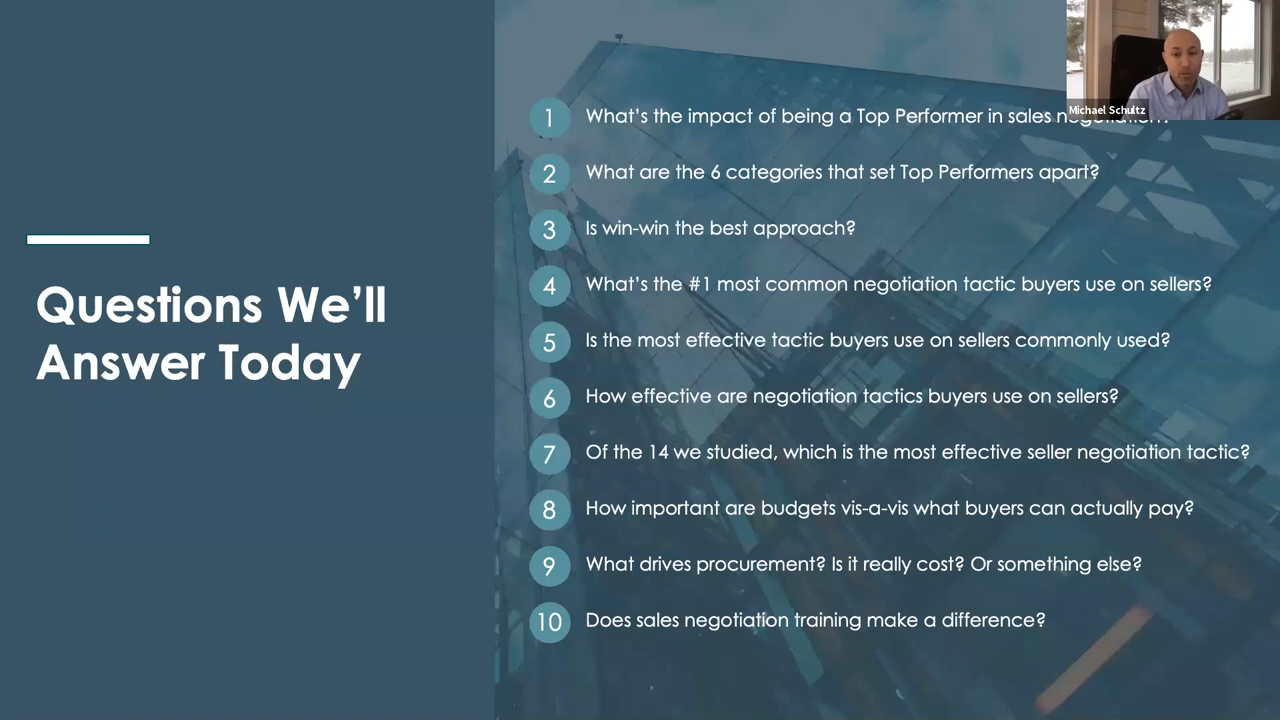 Michael Schultz
Questions We'll
Answer Today
1 What's the impact of being a Top Performer in sales negotiation?
2 What are the 6 categories that set Top Performers apart?
3 Is win-win the best approach?
4 What's the #1 most common negotiation tactic buyers use on sellers?
5 Is the most effective tactic buyers use on sellers commonly used?
6 How effective are negotiation tactics buyers use on sellers?
7 Of the 14 we studied, which is the most effective seller negotiation tactic?
8 How important are budgets vis-a-vis what buyers can actually pay?
9 What drives procurement? Is it really cost? Or something else?
10 Does sales negotiation training make a difference?